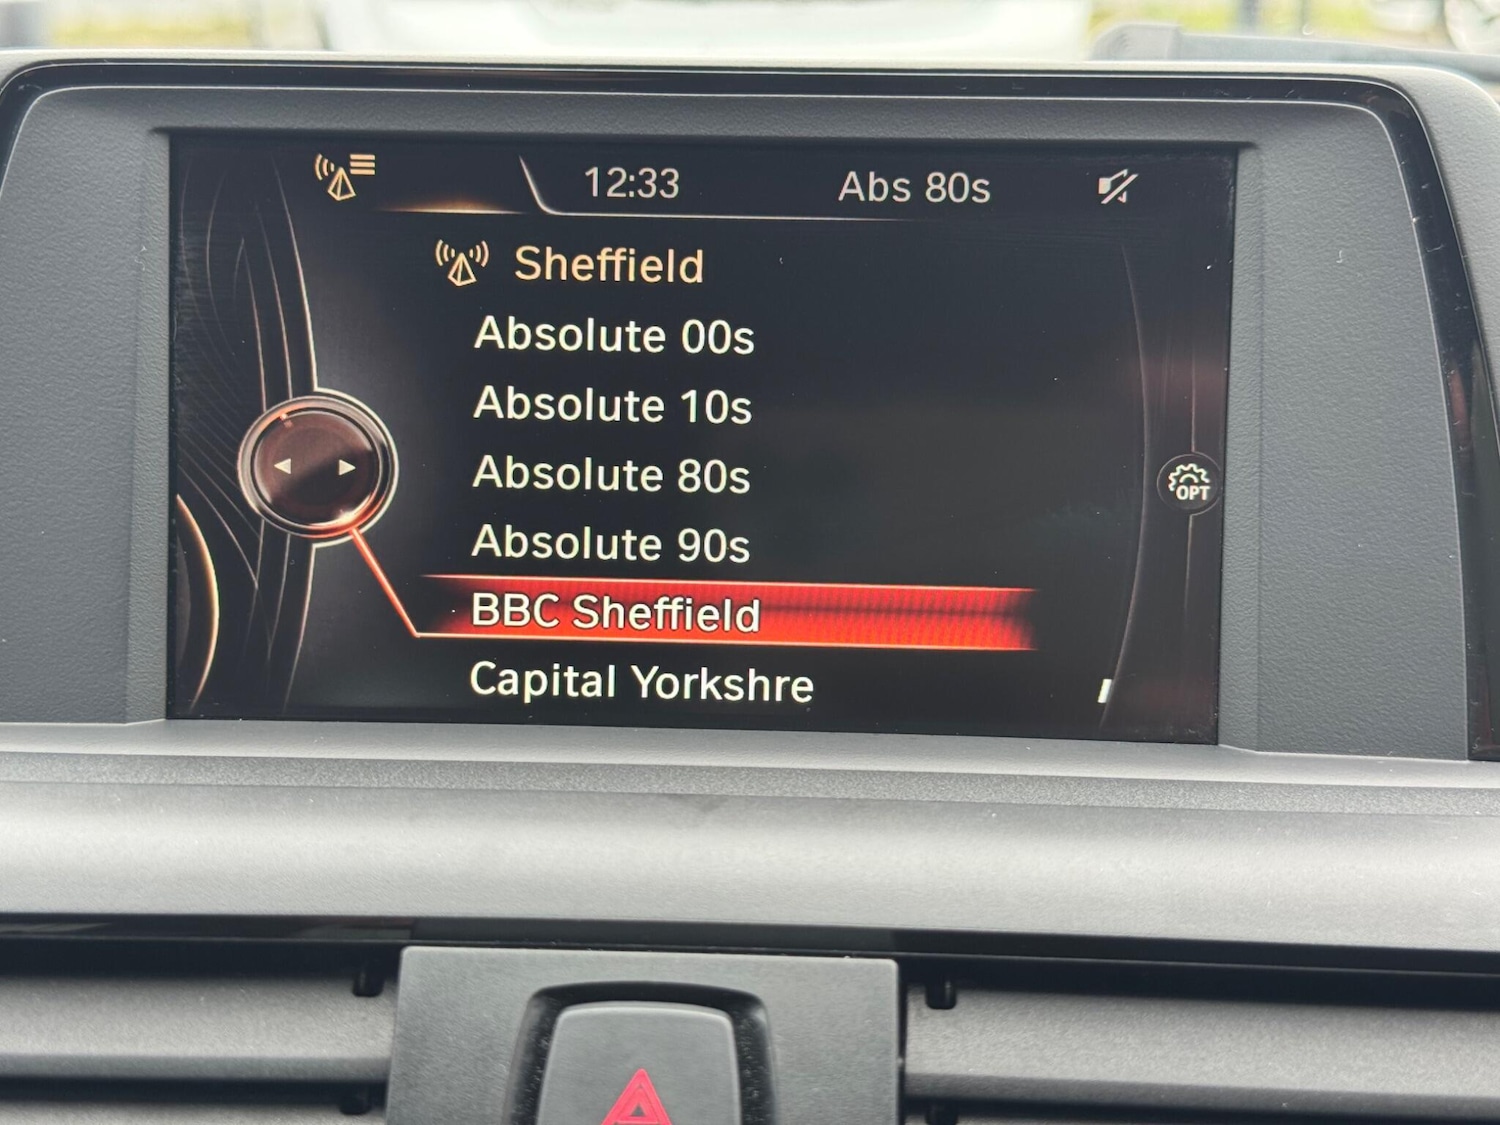 12:33 Abs 80s
Sheffield
Absolute 00s
Absolute 10s
Absolute 80s
Absolute 90s
OPT
BBC Sheffield
Capital Yorkshre